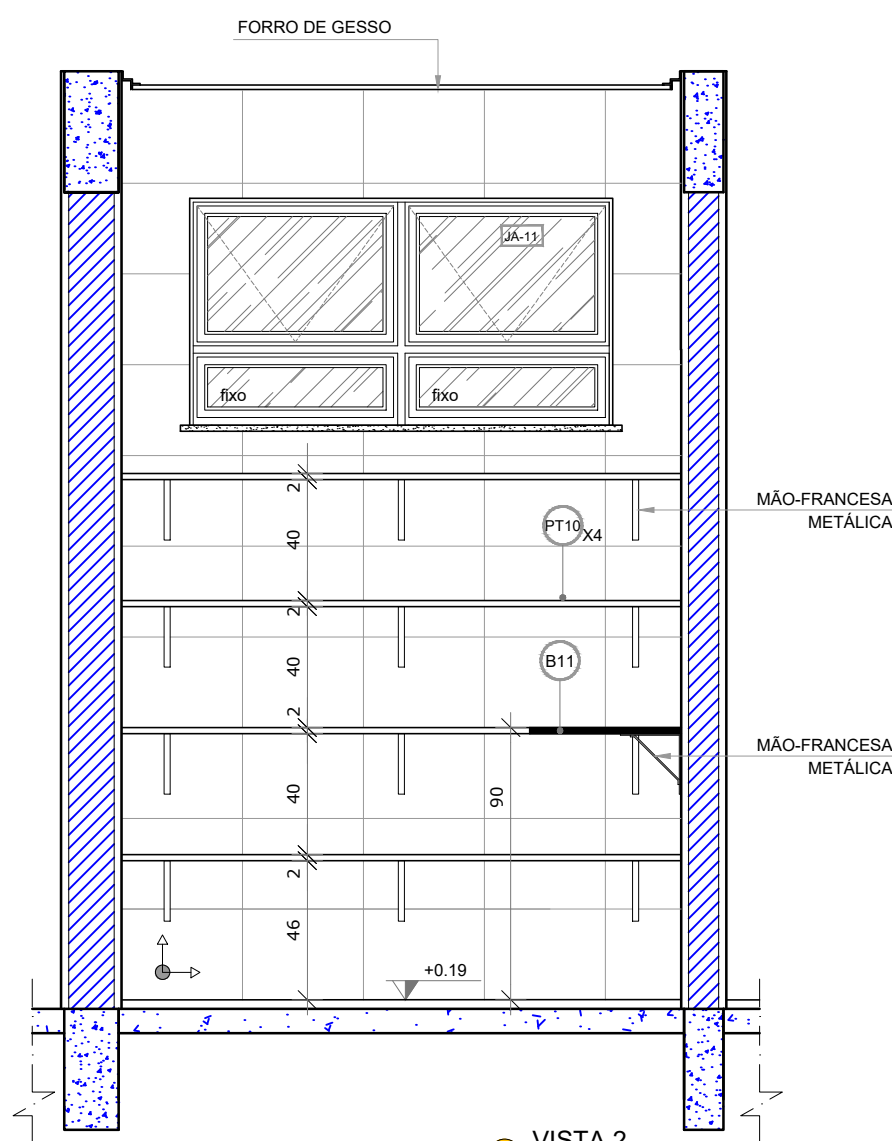 FORRO DE GESSO
JA-11
fixo
fixo
2
MÃO-FRANCESA
METÁLICA
40
PT10
X4
2
40
B11
2
MÃO-FRANCESA
METÁLICA
40
90
2
46
+0.19
VISTA 2